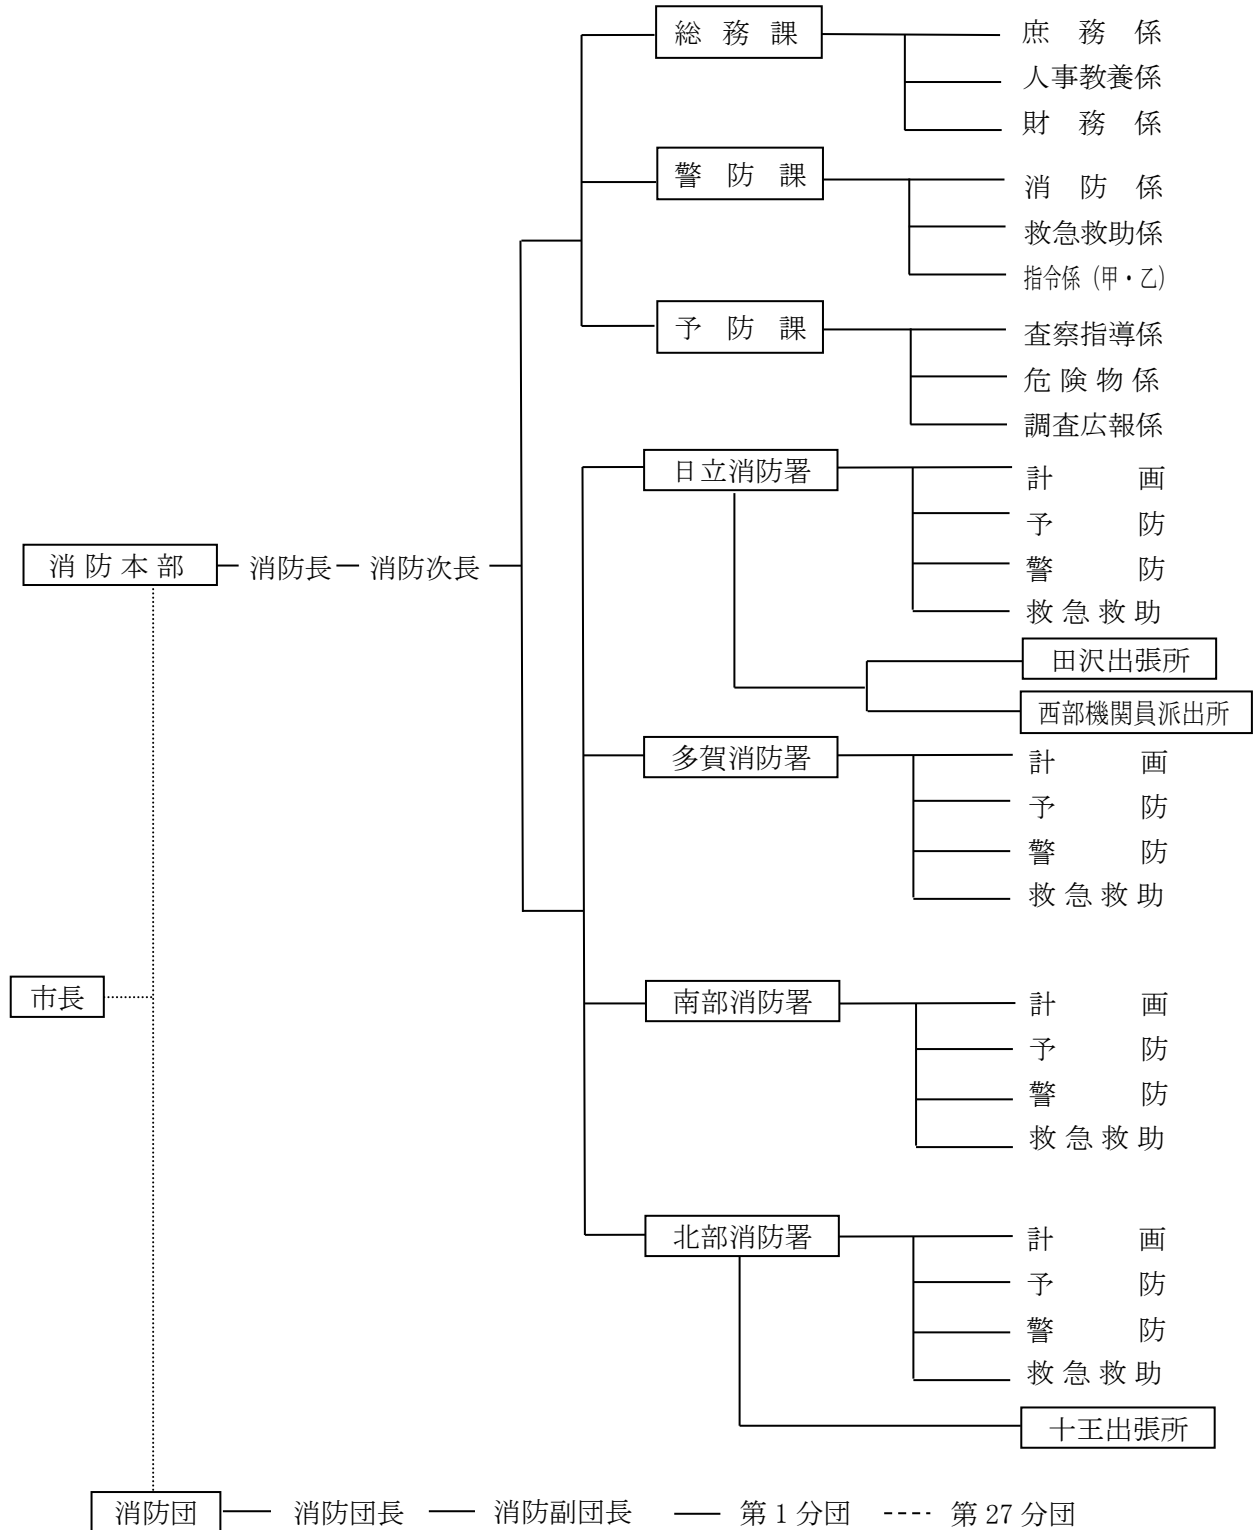 総務課
庶務係
人事教養係
財務係
警防課
消防係
救急救助係
指令係（甲・乙）
予防課
査察指導係
危険物係
調査広報係
日立消防署
計画
予防
警防
救急救助
田沢出張所
西部機関員派出所
消防本部 消防長 消防次長
多賀消防署
計画
予防
警防
救急救助
市長
南部消防署
計画
予防
警防
救急救助
北部消防署
計画
予防
警防
救急救助
十王出張所
消防団 消防団長 消防副団長 第1分団 第27分団